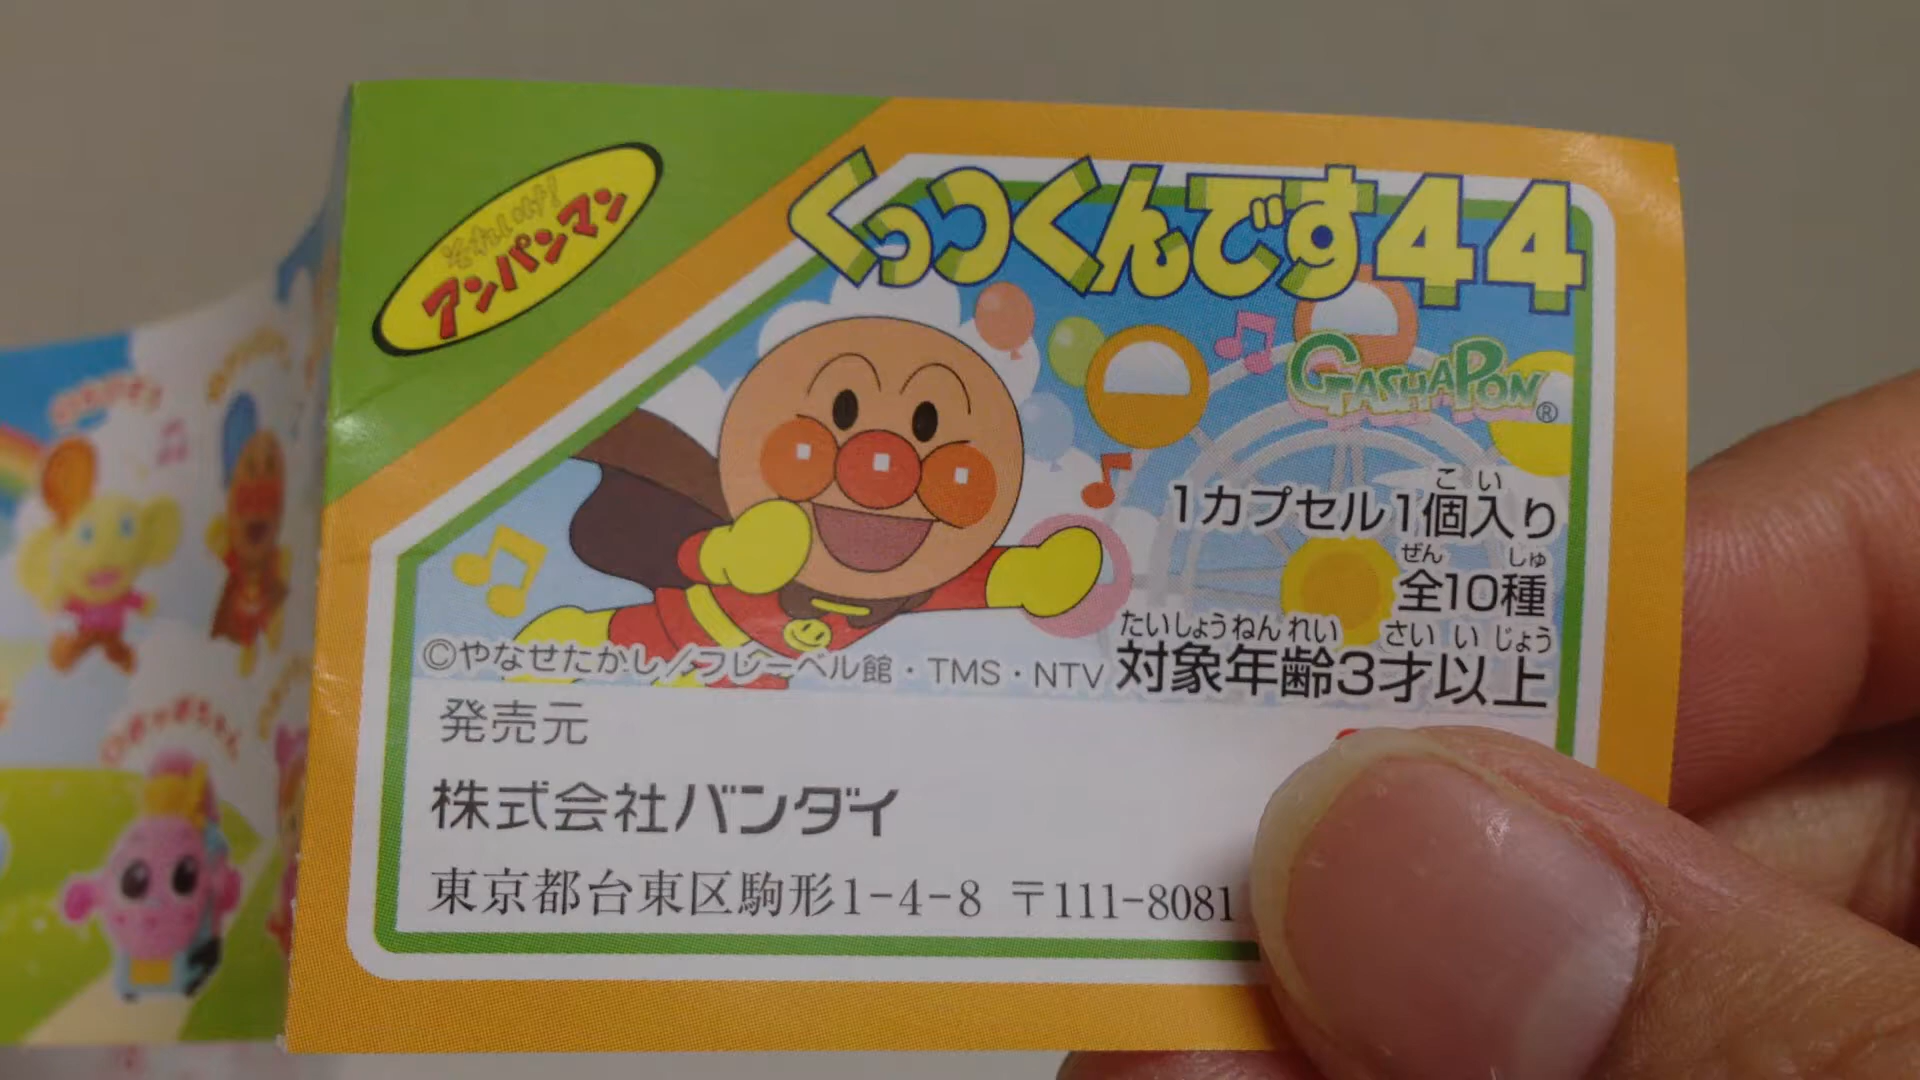 それいけ!
アンパンマン
くっつくんです44
GASHAPON®
こい
1カプセル1個入り
ぜん しゅ
全10種
たいしょうねんれい さいいじょう
対象年齢3才以上
©やなせたかし/フレーベル館・TMS・NTV
発売元
株式会社バンダイ
東京都台東区駒形1-4-8 〒111-8081